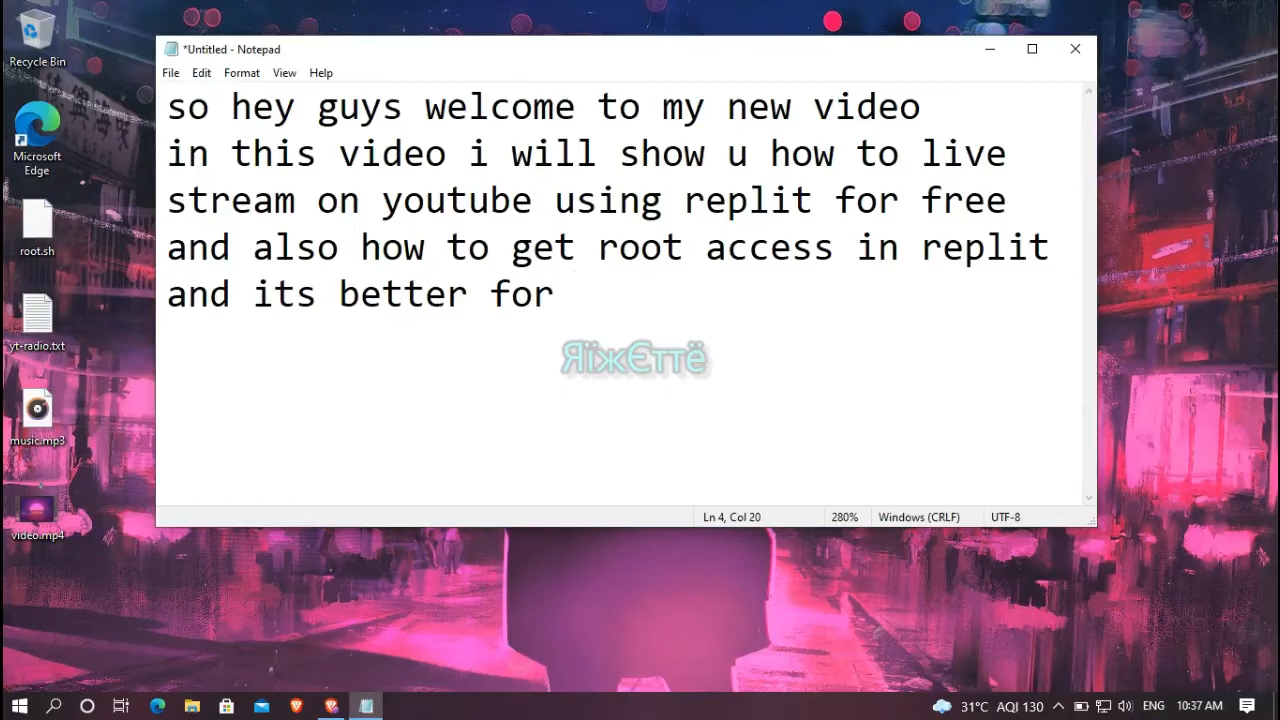 Recycle Bin
Microsoft
Edge
root.sh
yt-radio.txt
music.mp3
video.mp4
*Untitled - Notepad
File Edit Format View Help
so hey guys welcome to my new video
in this video i will show u how to live
stream on youtube using replit for free
and also how to get root access in replit
and its better for
ЯїжЄттё
Ln 4, Col 20 280% Windows (CRLF) UTF-8
31°C AQI 130 ENG 10:37 AM